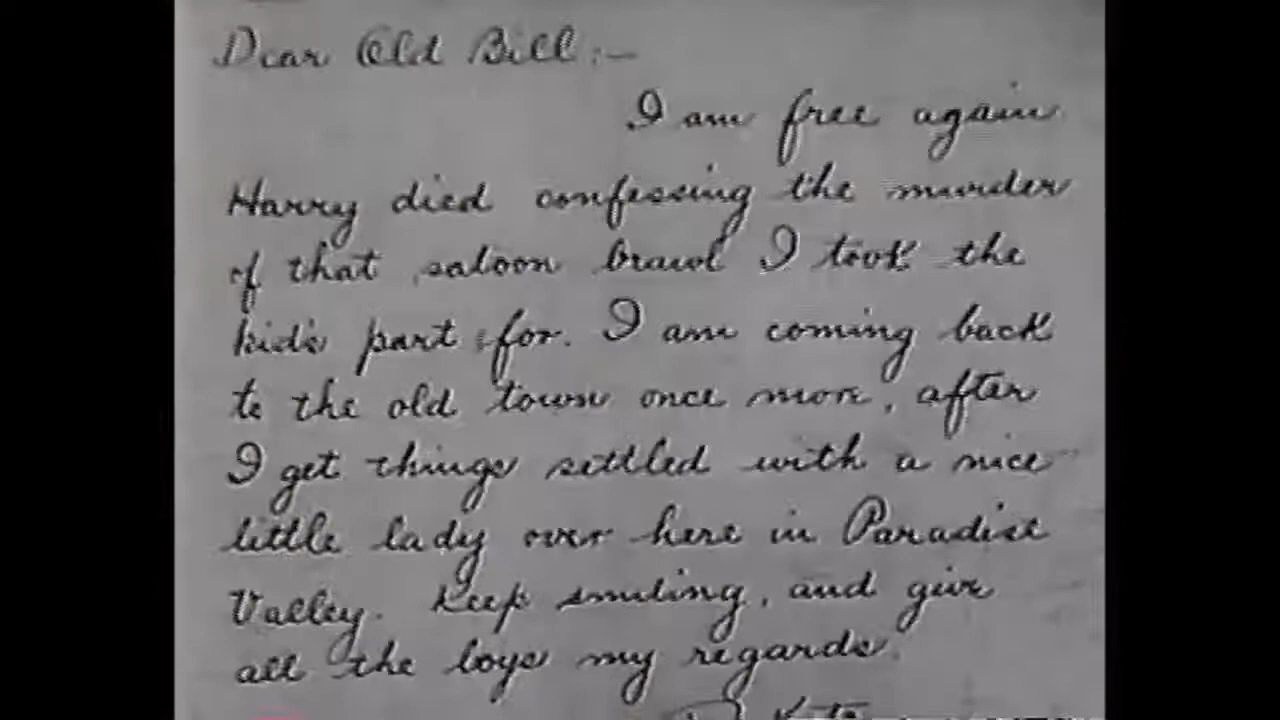 Dear Old Bill:-
I am free again
Harry died confessing the murder
of that saloon brawl I took the
kid's part for. I am coming back
to the old town once more, after
I get things settled with a nice
little lady over here in Paradise
Valley. Keep smiling, and give
all the boys my regards.